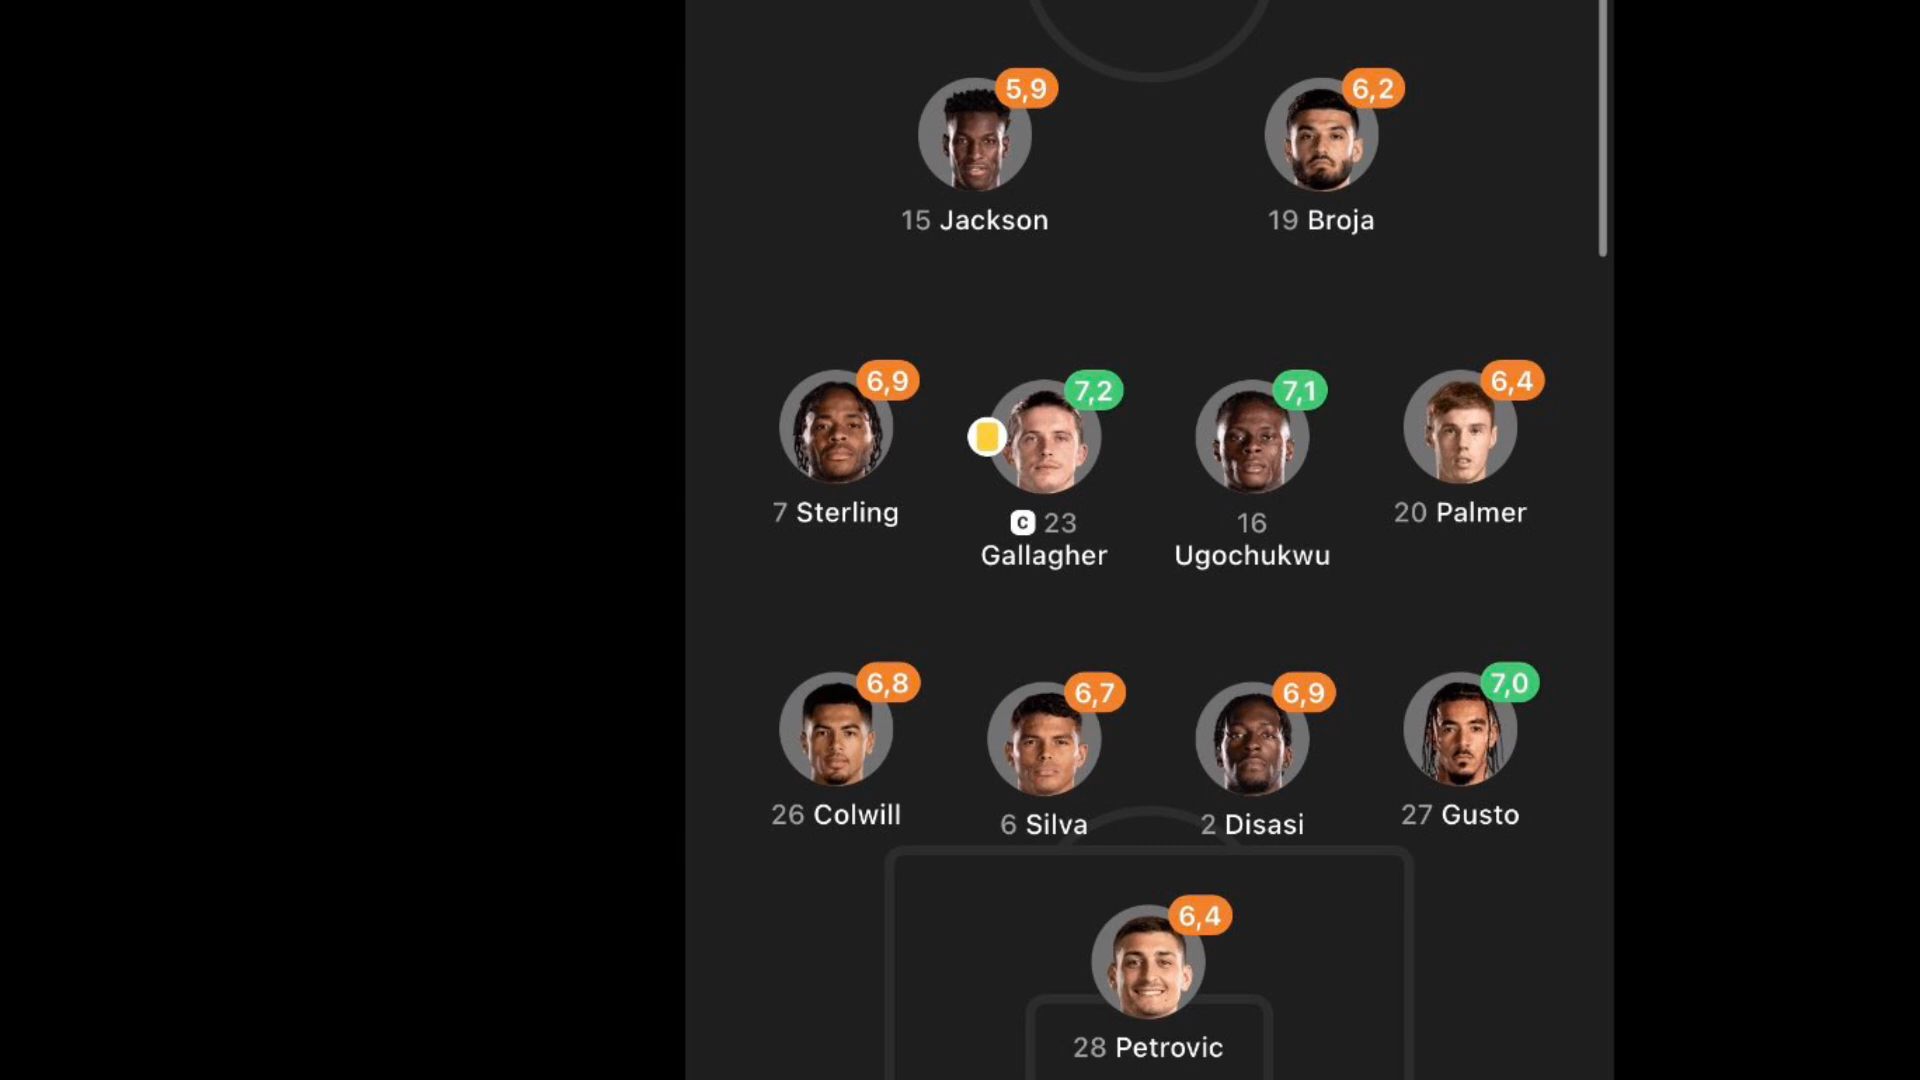 5,9
6,2
15 Jackson
19 Broja
6,9
7,2
7,1
6,4
7 Sterling
C 23
Gallagher
16
Ugochukwu
20 Palmer
6,8
6,7
6,9
7,0
26 Colwill
6 Silva
2 Disasi
27 Gusto
6,4
28 Petrovic